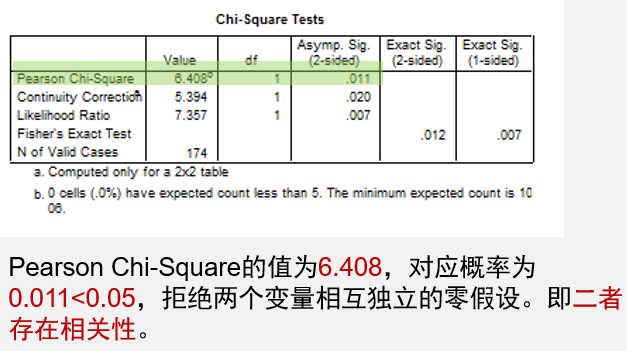 Chi-Square Tests
Value df Asymp. Sig. (2-sided) Exact Sig. (2-sided) Exact Sig. (1-sided)
Pearson Chi-Square 6.408b 1 .011
Continuity Correctiona 5.394 1 .020
Likelihood Ratio 7.357 1 .007
Fisher's Exact Test .012 .007
N of Valid Cases 174
a. Computed only for a 2x2 table
b. 0 cells (.0%) have expected count less than 5. The minimum expected count is 10
06.
Pearson Chi-Square的值为6.408，对应概率为
0.011<0.05，拒绝两个变量相互独立的零假设。即二者
存在相关性。